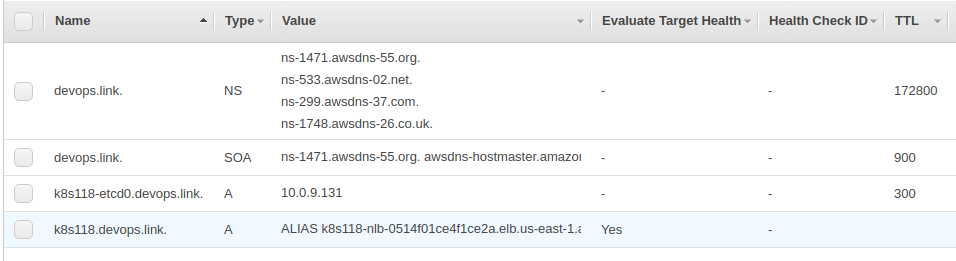 Name Type Value Evaluate Target Health Health Check ID TTL
ns-1471.awsdns-55.org.
ns-533.awsdns-02.net.
devops.link. NS - - 172800
ns-299.awsdns-37.com.
ns-1748.awsdns-26.co.uk.
devops.link. SOA ns-1471.awsdns-55.org. awsdns-hostmaster.amazon - - 900
k8s118-etcd0.devops.link. A 10.0.9.131 - - 300
k8s118.devops.link. A ALIAS k8s118-nlb-0514f01ce4f1ce2a.elb.us-east-1.a Yes -